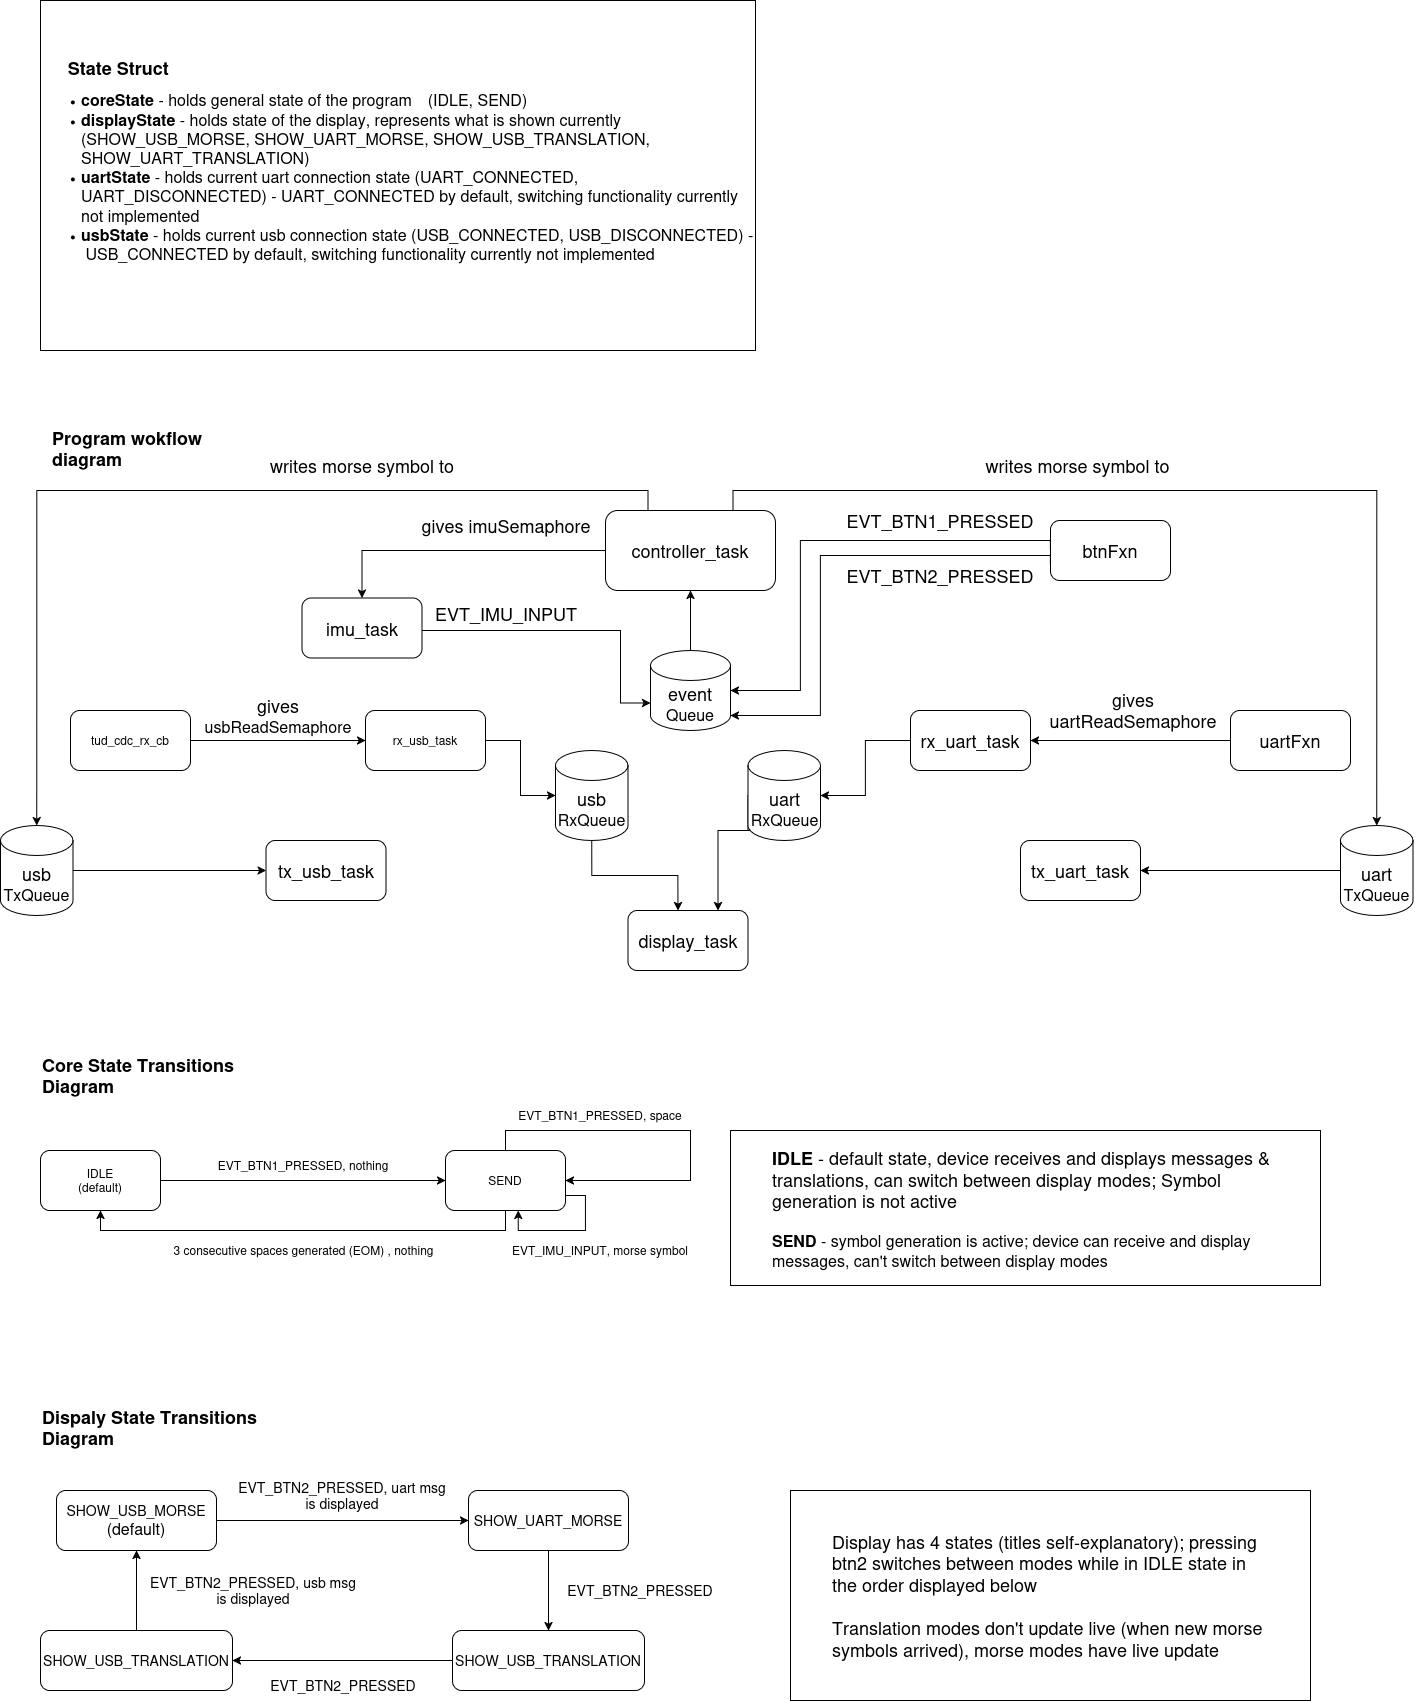 State Struct
• coreState - holds general state of the program (IDLE, SEND)
• displayState - holds state of the display, represents what is shown currently
(SHOW_USB_MORSE, SHOW_UART_MORSE, SHOW_USB_TRANSLATION,
SHOW_UART_TRANSLATION)
• uartState - holds current uart connection state (UART_CONNECTED,
UART_DISCONNECTED) - UART_CONNECTED by default, switching functionality currently
not implemented
• usbState - holds current usb connection state (USB_CONNECTED, USB_DISCONNECTED) -
USB_CONNECTED by default, switching functionality currently not implemented
Program wokflow
diagram
writes morse symbol to
writes morse symbol to
gives imuSemaphore
controller_task
EVT_BTN1_PRESSED
btnFxn
EVT_BTN2_PRESSED
imu_task
EVT_IMU_INPUT
event
Queue
tud_cdc_rx_cb
gives
usbReadSemaphore
rx_usb_task
rx_uart_task
gives
uartReadSemaphore
uartFxn
usb
RxQueue
uart
RxQueue
usb
TxQueue
tx_usb_task
tx_uart_task
uart
TxQueue
display_task
Core State Transitions
Diagram
EVT_BTN1_PRESSED, space
IDLE
(default)
EVT_BTN1_PRESSED, nothing
SEND
3 consecutive spaces generated (EOM) , nothing
EVT_IMU_INPUT, morse symbol
IDLE - default state, device receives and displays messages &
translations, can switch between display modes; Symbol
generation is not active
SEND - symbol generation is active; device can receive and display
messages, can't switch between display modes
Dispaly State Transitions
Diagram
SHOW_USB_MORSE
(default)
EVT_BTN2_PRESSED, uart msg
is displayed
SHOW_UART_MORSE
EVT_BTN2_PRESSED, usb msg
is displayed
EVT_BTN2_PRESSED
SHOW_USB_TRANSLATION
EVT_BTN2_PRESSED
SHOW_USB_TRANSLATION
Display has 4 states (titles self-explanatory); pressing
btn2 switches between modes while in IDLE state in
the order displayed below
Translation modes don't update live (when new morse
symbols arrived), morse modes have live update